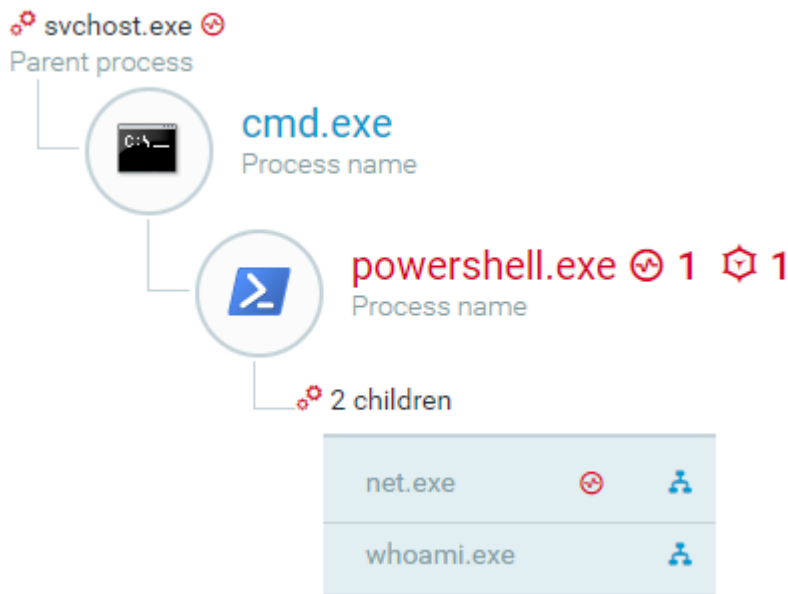 svchost.exe
Parent process
C:\
cmd.exe
Process name
powershell.exe 1 1
Process name
2 children
net.exe
whoami.exe